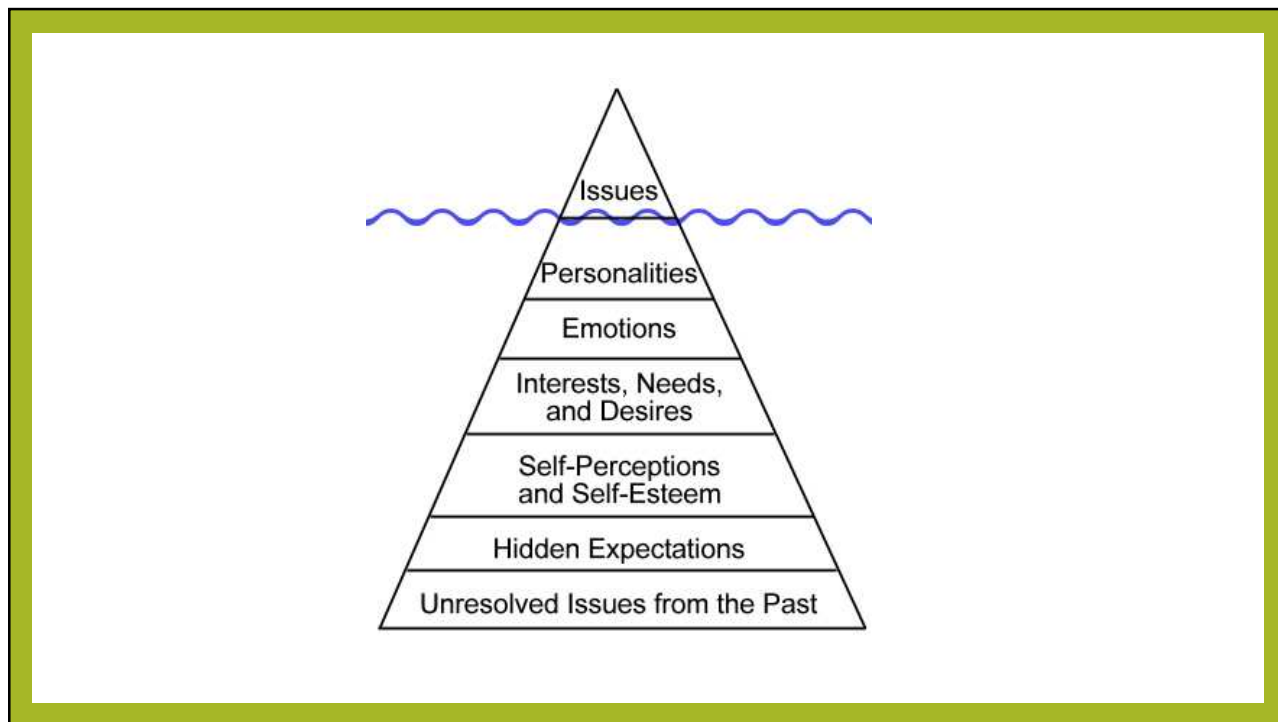 Issues
Personalities
Emotions
Interests, Needs,
and Desires
Self-Perceptions
and Self-Esteem
Hidden Expectations
Unresolved Issues from the Past